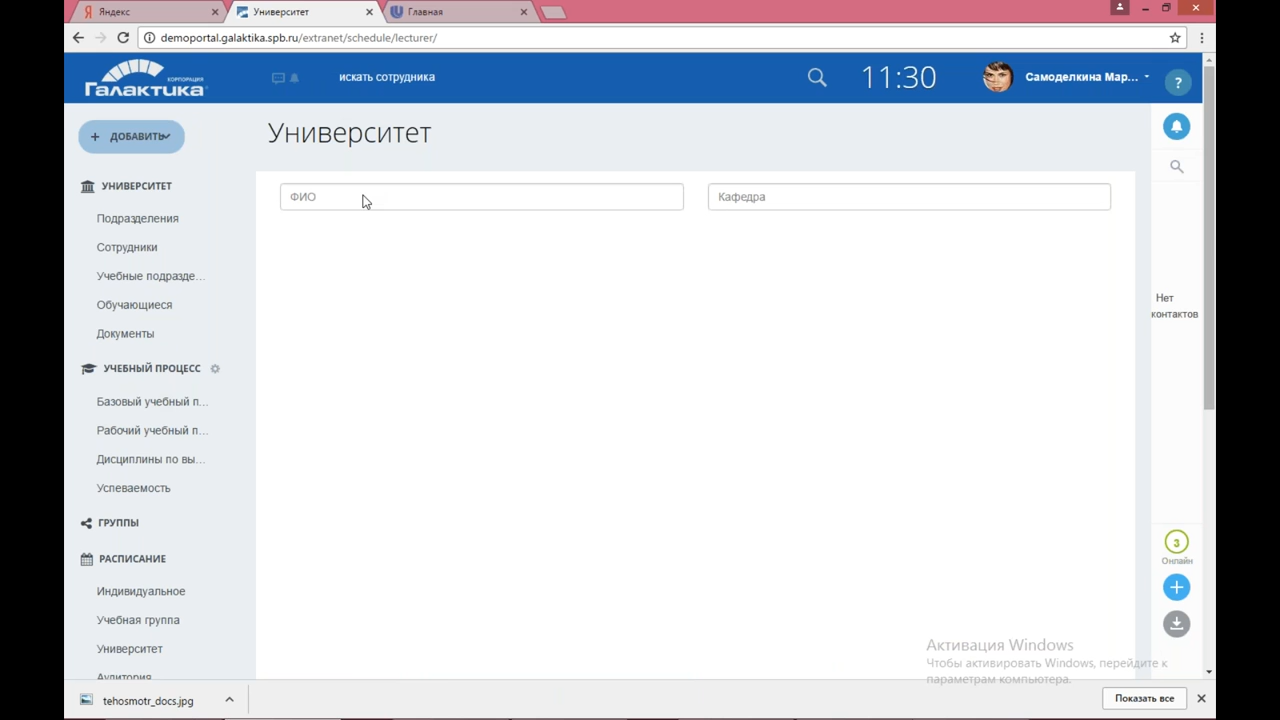 Яндекс
Университет
Главная
demoportal.galaktika.spb.ru/extranet/schedule/lecturer/
КОРПОРАЦИЯ
Галактика
искать сотрудника
11:30
Самоделкина Мар...
?
+ ДОБАВИТЬ
Университет
УНИВЕРСИТЕТ
ФИО
Кафедра
Подразделения
Сотрудники
Учебные подразде...
Обучающиеся
Документы
Нет
контактов
УЧЕБНЫЙ ПРОЦЕСС
Базовый учебный п...
Рабочий учебный п...
Дисциплины по вы...
Успеваемость
ГРУППЫ
3
Онлайн
РАСПИСАНИЕ
Индивидуальное
Учебная группа
Университет
Аудитория
Активация Windows
Чтобы активировать Windows, перейдите к
параметрам компьютера.
tehosmotr_docs.jpg
Показать все